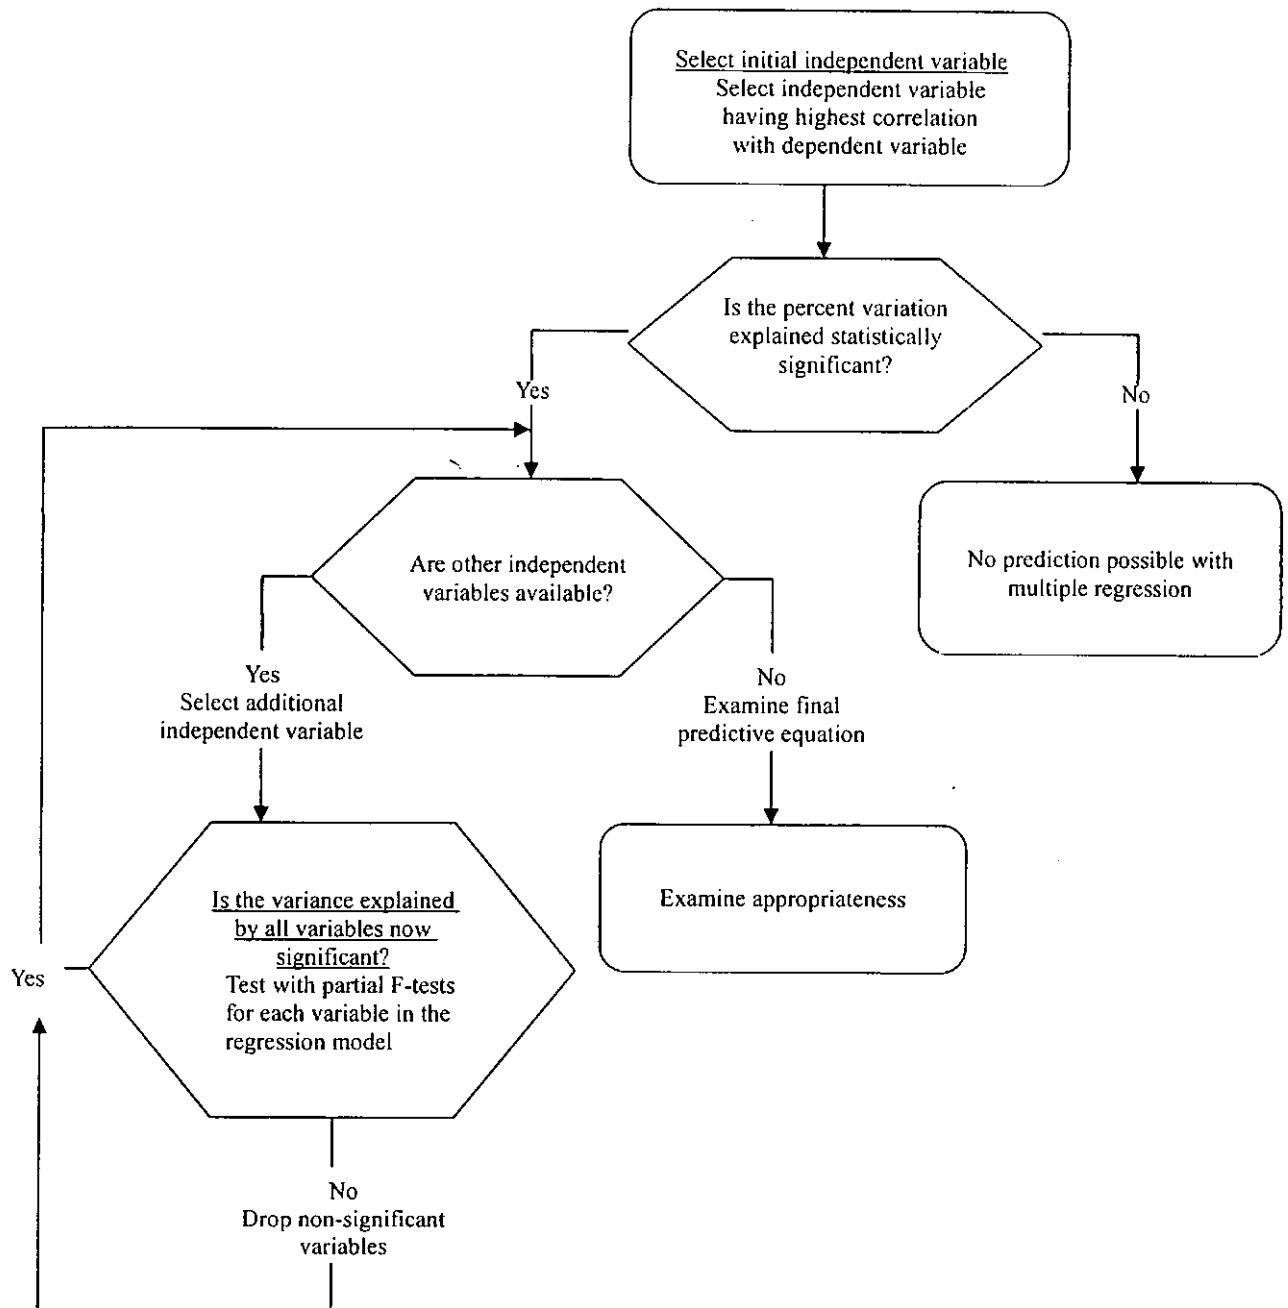 Select initial independent variable
Select independent variable
having highest correlation
with dependent variable
Is the percent variation
explained statistically
significant?
Yes
No
Are other independent
variables available?
No prediction possible with
multiple regression
Yes
Select additional
independent variable
No
Examine final
predictive equation
Is the variance explained
by all variables now
significant?
Test with partial F-tests
for each variable in the
regression model
Examine appropriateness
Yes
No
Drop non-significant
variables